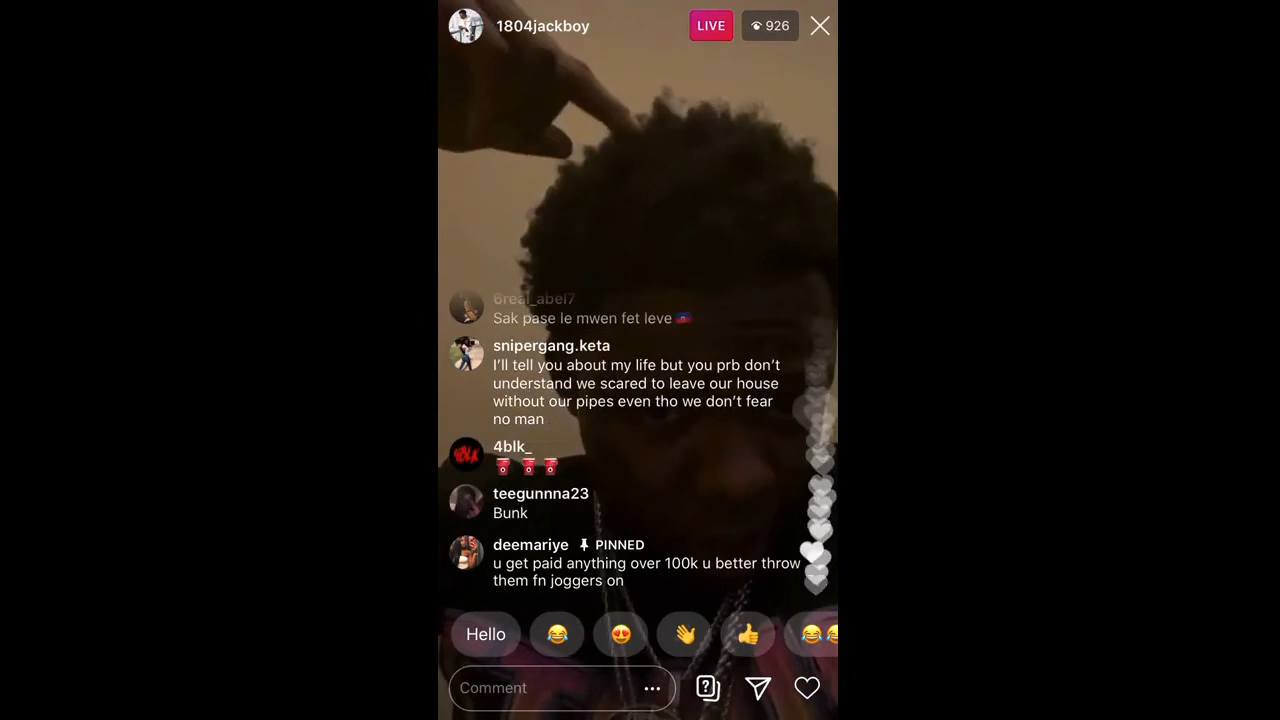 1804jackboy
LIVE
926
6real_abel7
Sak pase le mwen fet leve 🇭🇹
snipergang.keta
I'll tell you about my life but you prb don't
understand we scared to leave our house
without our pipes even tho we don't fear
no man
4blk_
teegunnna23
Bunk
deemariye PINNED
u get paid anything over 100k u better throw
them fn joggers on
Hello 😂 😍 👋 👍 😂😂
Comment